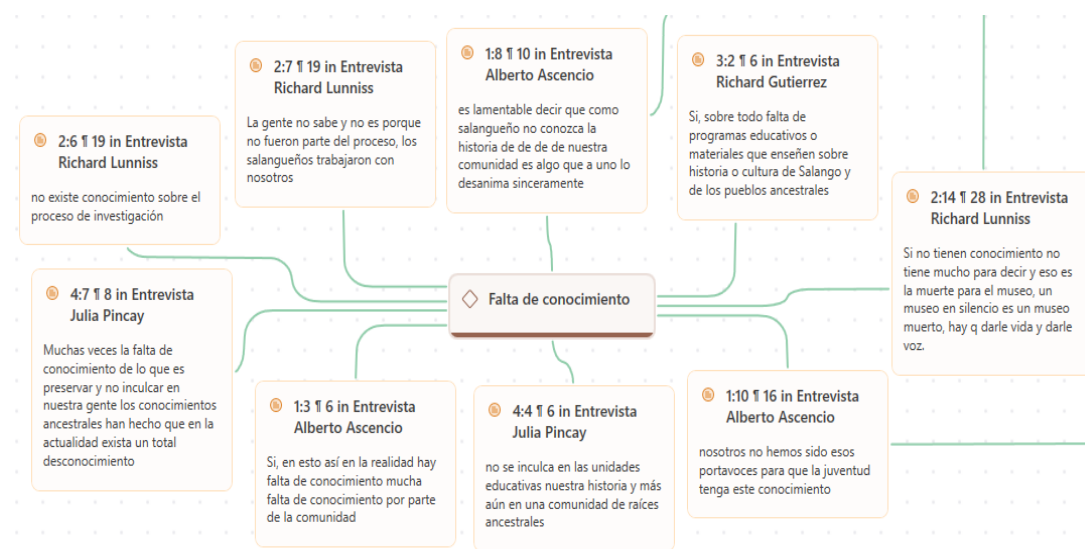 2:6 ¶ 19 in Entrevista
Richard Lunniss
no existe conocimiento sobre el
proceso de investigación
2:7 ¶ 19 in Entrevista
Richard Lunniss
La gente no sabe y no es porque
no fueron parte del proceso, los
salangueños trabajaron con
nosotros
1:8 ¶ 10 in Entrevista
Alberto Ascencio
es lamentable decir que como
salangueño no conozca la
historia de de de de nuestra
comunidad es algo que a uno lo
desanima sinceramente
3:2 ¶ 6 in Entrevista
Richard Gutierrez
Si, sobre todo falta de
programas educativos o
materiales que enseñen sobre
historia o cultura de Salango y
de los pueblos ancestrales
2:14 ¶ 28 in Entrevista
Richard Lunniss
Si no tienen conocimiento no
tiene mucho para decir y eso es
la muerte para el museo, un
museo en silencio es un museo
muerto, hay q darle vida y darle
voz.
Falta de conocimiento
4:7 ¶ 8 in Entrevista
Julia Pincay
Muchas veces la falta de
conocimiento de lo que es
preservar y no inculcar en
nuestra gente los conocimientos
ancestrales han hecho que en la
actualidad exista un total
desconocimiento
1:3 ¶ 6 in Entrevista
Alberto Ascencio
Si, en esto así en la realidad hay
falta de conocimiento mucha
falta de conocimiento por parte
de la comunidad
4:4 ¶ 6 in Entrevista
Julia Pincay
no se inculca en las unidades
educativas nuestra historia y más
aún en una comunidad de raíces
ancestrales
1:10 ¶ 16 in Entrevista
Alberto Ascencio
nosotros no hemos sido esos
portavoces para que la juventud
tenga este conocimiento